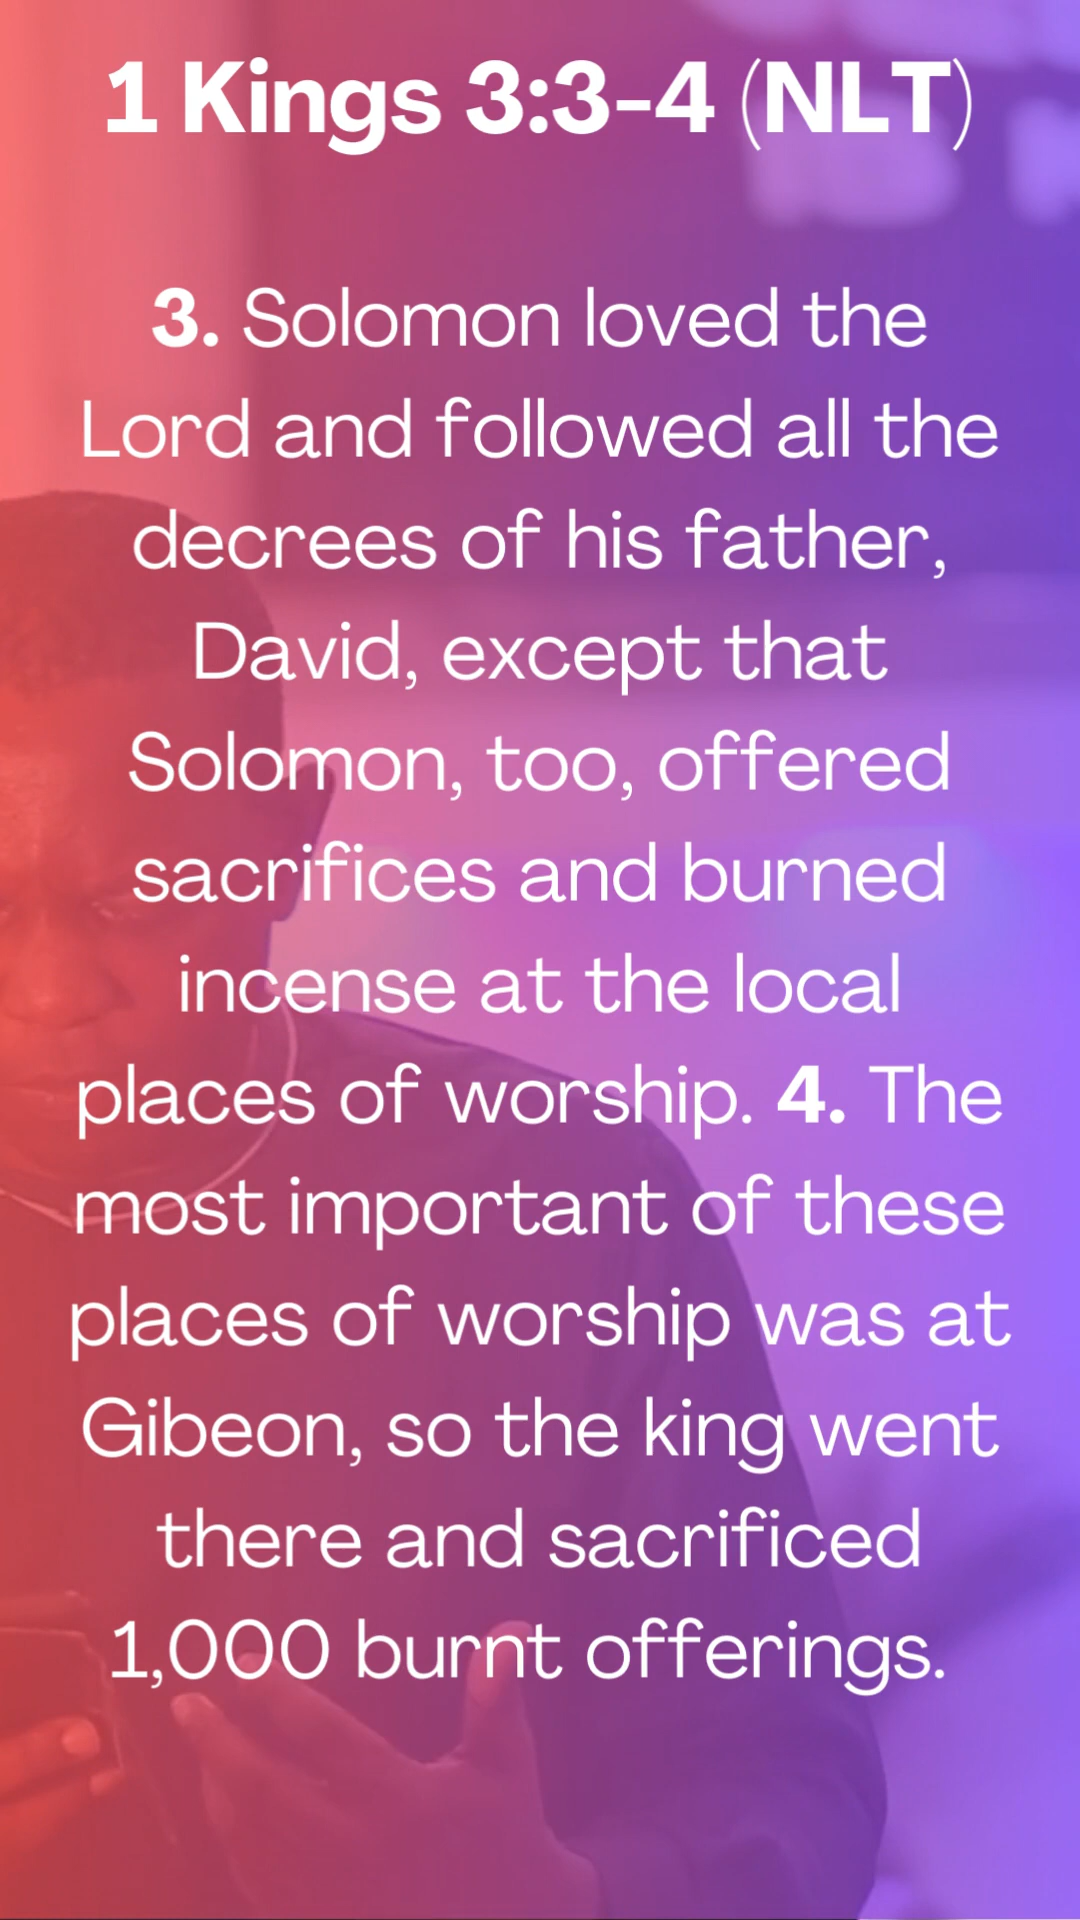 1 Kings 3:3-4 (NLT)
3. Solomon loved the
Lord and followed all the
decrees of his father,
David, except that
Solomon, too, offered
sacrifices and burned
incense at the local
places of worship. 4. The
most important of these
places of worship was at
Gibeon, so the king went
there and sacrificed
1,000 burnt offerings.